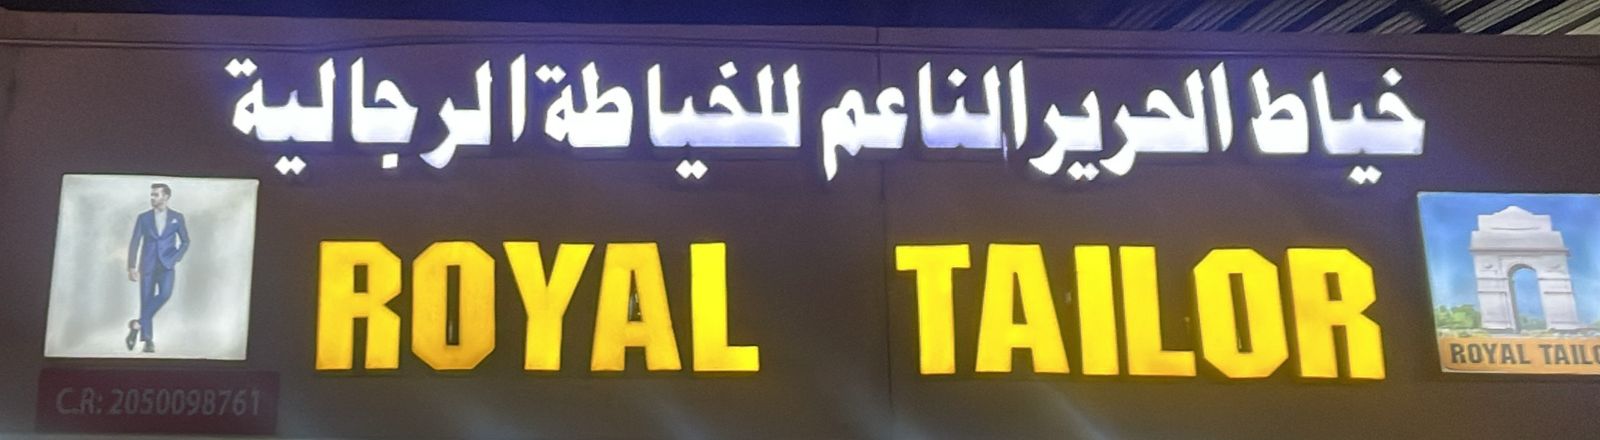 خياط الحرير الناعم للخياطة الرجالية
ROYAL TAILOR
ROYAL TAILO
C.R: 2050098761